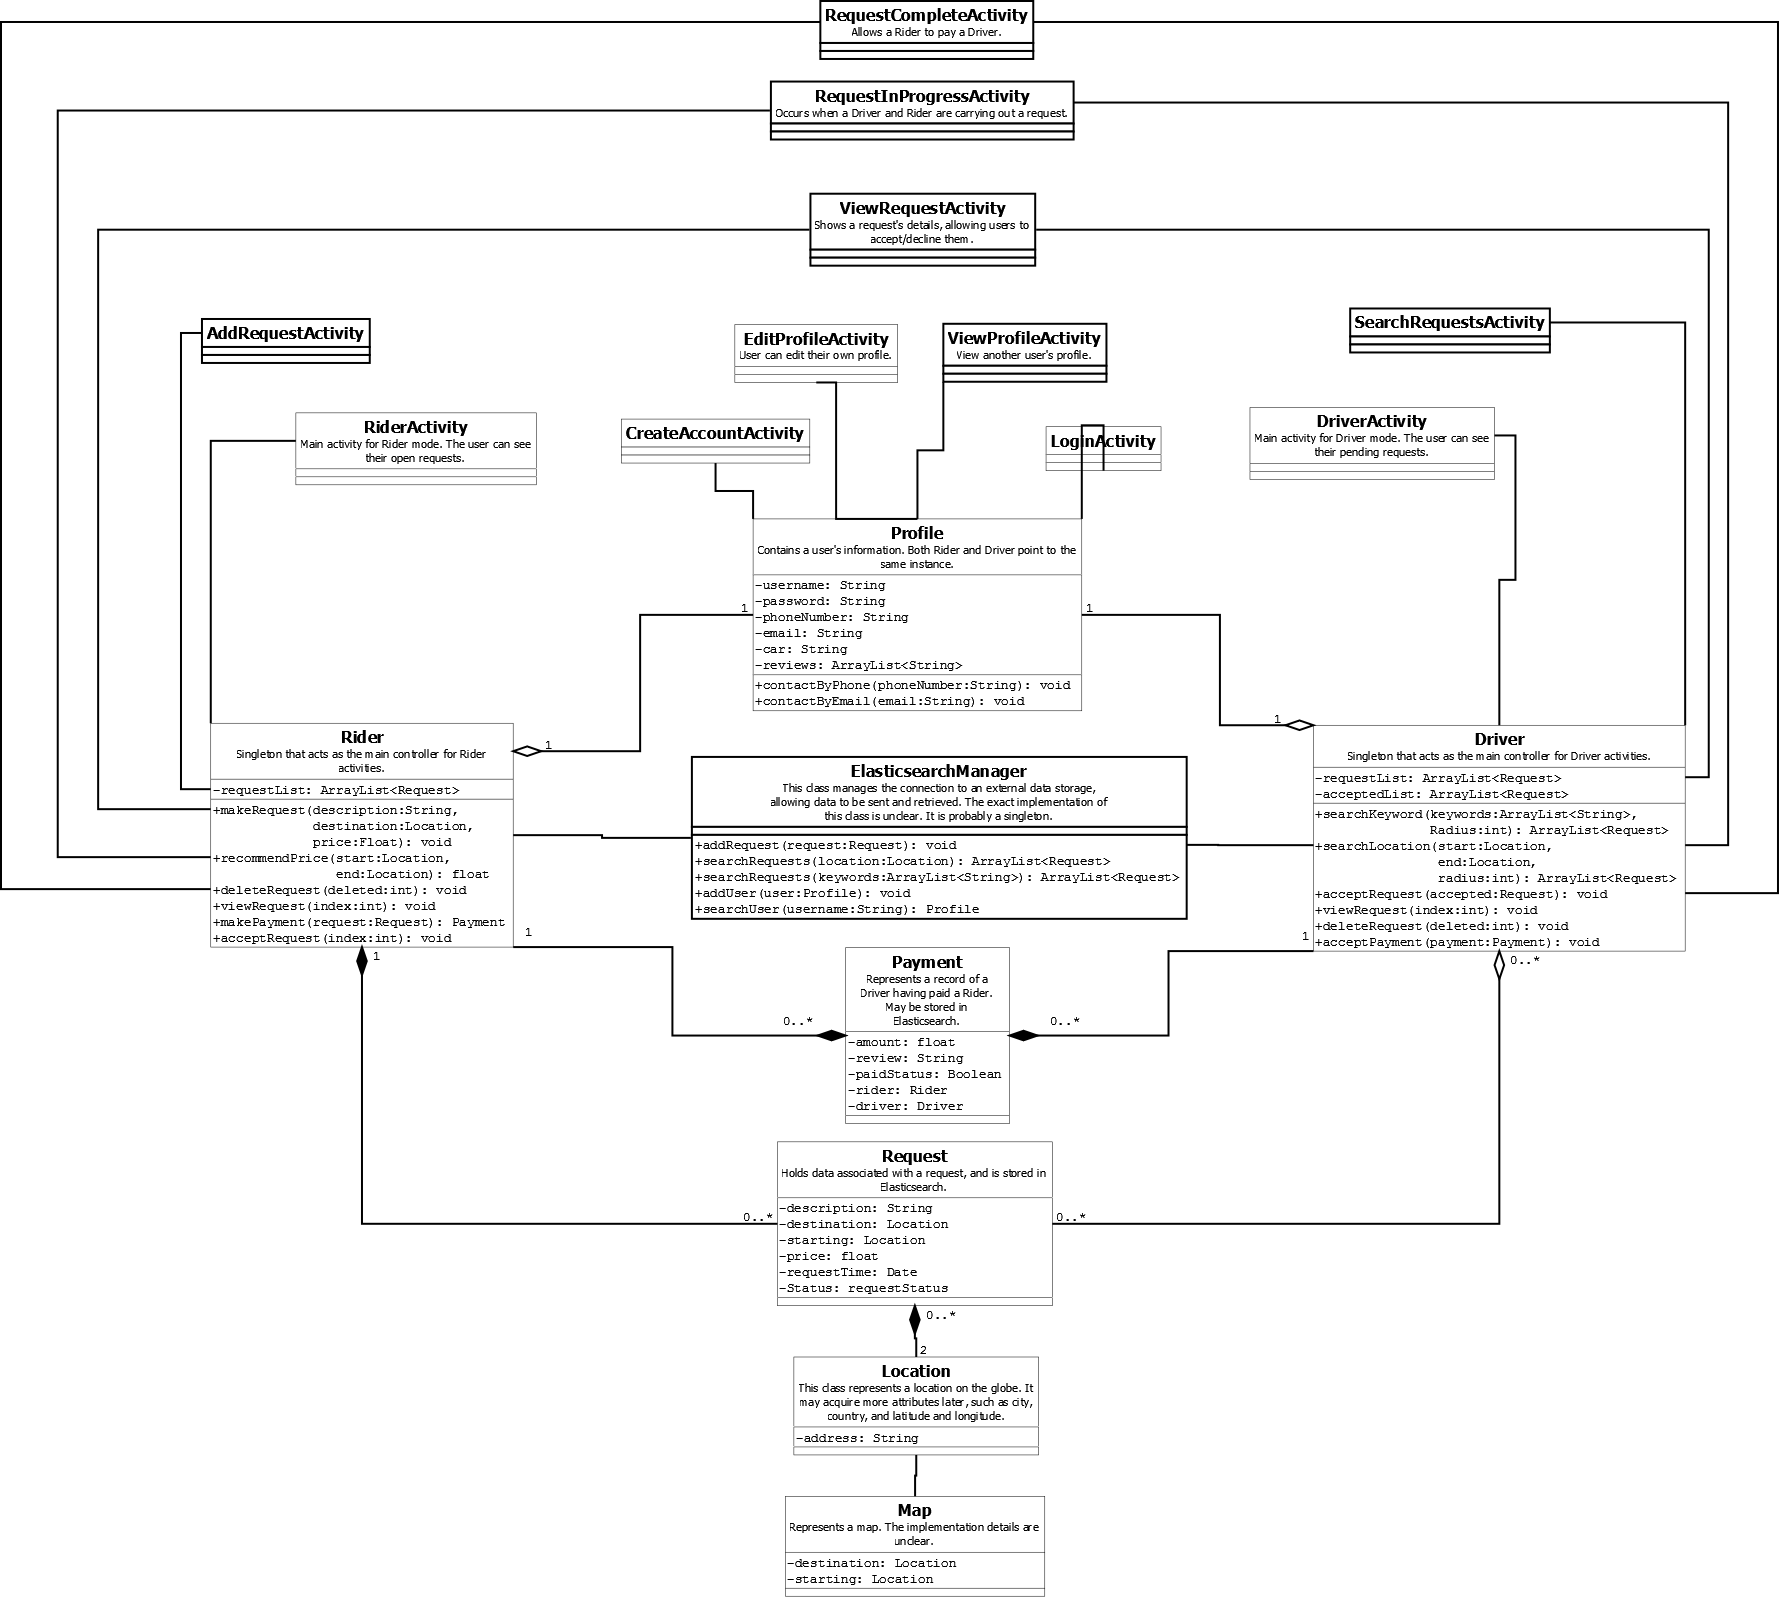 RequestCompleteActivity
Allows a Rider to pay a Driver.
RequestInProgressActivity
Occurs when a Driver and Rider are carrying out a request.
ViewRequestActivity
Shows a request's details, allowing users to
accept/decline them.
AddRequestActivity
EditProfileActivity
User can edit their own profile.
ViewProfileActivity
View another user's profile.
SearchRequestsActivity
RiderActivity
Main activity for Rider mode. The user can see
their open requests.
CreateAccountActivity
LoginActivity
DriverActivity
Main activity for Driver mode. The user can see
their pending requests.
Profile
Contains a user's information. Both Rider and Driver point to the
same instance.
-username: String
-password: String
-phoneNumber: String
-email: String
-car: String
-reviews: ArrayList<String>
+contactByPhone(phoneNumber:String): void
+contactByEmail(email:String): void
1
1
1
1
Rider
Singleton that acts as the main controller for Rider
activities.
-requestList: ArrayList<Request>
+makeRequest(description:String,
destination:Location,
price:Float): void
+recommendPrice(start:Location,
end:Location): float
+deleteRequest(deleted:int): void
+viewRequest(index:int): void
+makePayment(request:Request): Payment
+acceptRequest(index:int): void
ElasticsearchManager
This class manages the connection to an external data storage,
allowing data to be sent and retrieved. The exact implementation of
this class is unclear. It is probably a singleton.
+addRequest(request:Request): void
+searchRequests(location:Location): ArrayList<Request>
+searchRequests(keywords:ArrayList<String>): ArrayList<Request>
+addUser(user:Profile): void
+searchUser(username:String): Profile
Driver
Singleton that acts as the main controller for Driver activities.
-requestList: ArrayList<Request>
-acceptedList: ArrayList<Request>
+searchKeyword(keywords:ArrayList<String>,
Radius:int): ArrayList<Request>
+searchLocation(start:Location,
end:Location,
radius:int): ArrayList<Request>
+acceptRequest(accepted:Request): void
+viewRequest(index:int): void
+deleteRequest(deleted:int): void
+acceptPayment(payment:Payment): void
1
1
1
0..*
Payment
Represents a record of a
Driver having paid a Rider.
May be stored in
Elasticsearch.
-amount: float
-review: String
-paidStatus: Boolean
-rider: Rider
-driver: Driver
0..*
0..*
Request
Holds data associated with a request, and is stored in
Elasticsearch.
-description: String
-destination: Location
-starting: Location
-price: float
-requestTime: Date
-Status: requestStatus
0..*
0..*
0..*
2
Location
This class represents a location on the globe. It
may acquire more attributes later, such as city,
country, and latitude and longitude.
-address: String
Map
Represents a map. The implementation details are
unclear.
-destination: Location
-starting: Location